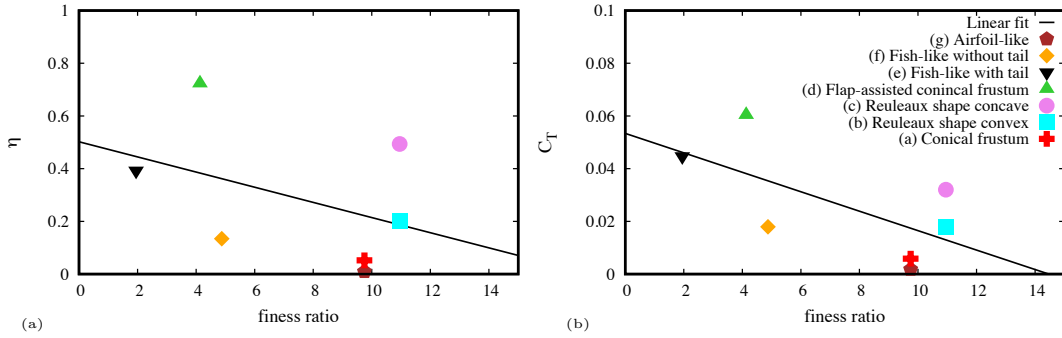 1
0.8
0.6
0.4
0.2
0
η
0 2 4 6 8 10 12 14
finess ratio
(a)
0.1
0.08
0.06
0.04
0.02
0
C_T
0 2 4 6 8 10 12 14
finess ratio
(b)
Linear fit
(g) Airfoil-like
(f) Fish-like without tail
(e) Fish-like with tail
(d) Flap-assisted conincal frustum
(c) Reuleaux shape concave
(b) Reuleaux shape convex
(a) Conical frustum